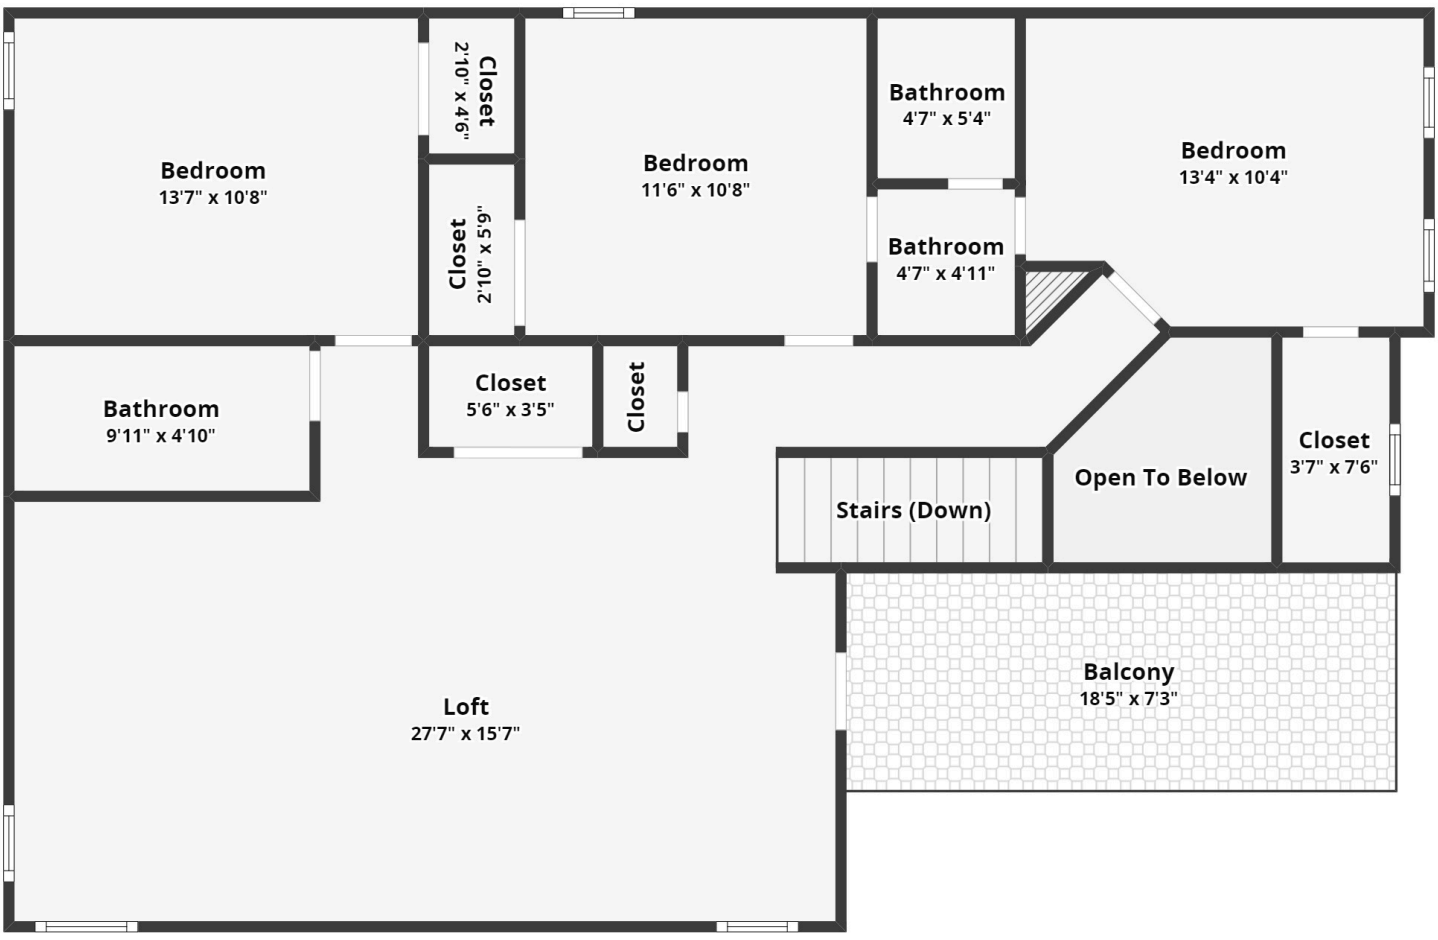 Closet
2'10" x 4'6"
Bathroom
4'7" x 5'4"
Bedroom
13'7" x 10'8"
Bedroom
11'6" x 10'8"
Bedroom
13'4" x 10'4"
Closet
2'10" x 5'9"
Bathroom
4'7" x 4'11"
Bathroom
9'11" x 4'10"
Closet
5'6" x 3'5"
Closet
Closet
3'7" x 7'6"
Open To Below
Stairs (Down)
Loft
27'7" x 15'7"
Balcony
18'5" x 7'3"